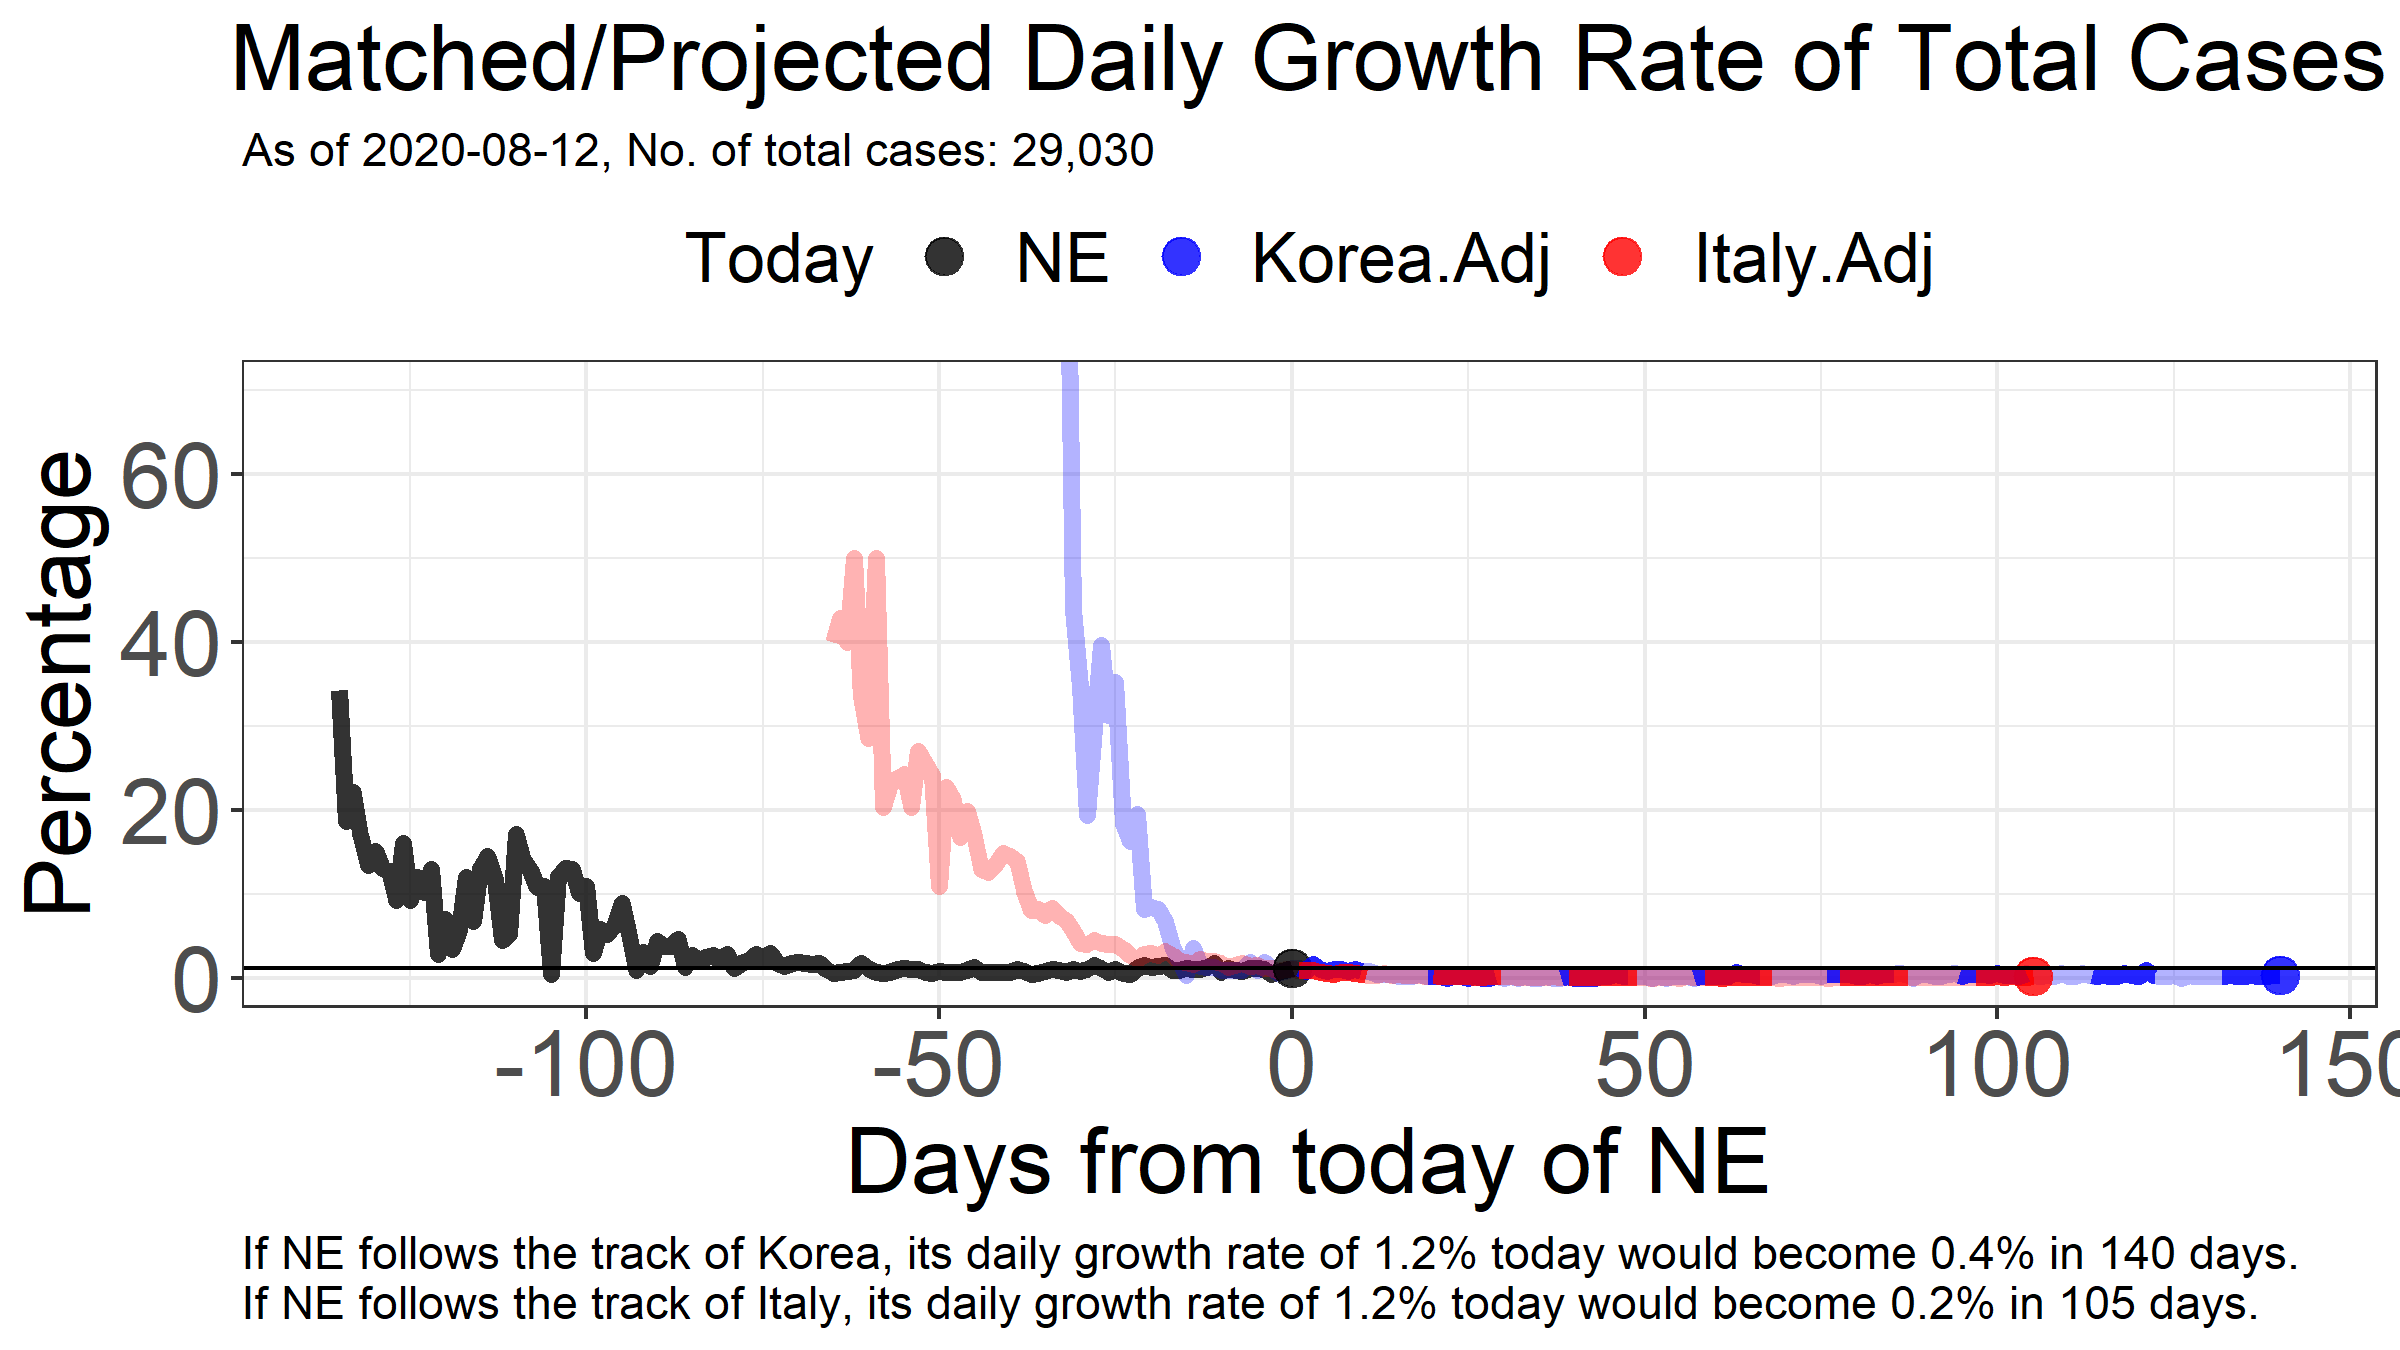 Matched/Projected Daily Growth Rate of Total Cases
As of 2020-08-12, No. of total cases: 29,030
Today NE Korea.Adj Italy.Adj
Percentage
60
40
20
0
-100 -50 0 50 100 150
Days from today of NE
If NE follows the track of Korea, its daily growth rate of 1.2% today would become 0.4% in 140 days.
If NE follows the track of Italy, its daily growth rate of 1.2% today would become 0.2% in 105 days.